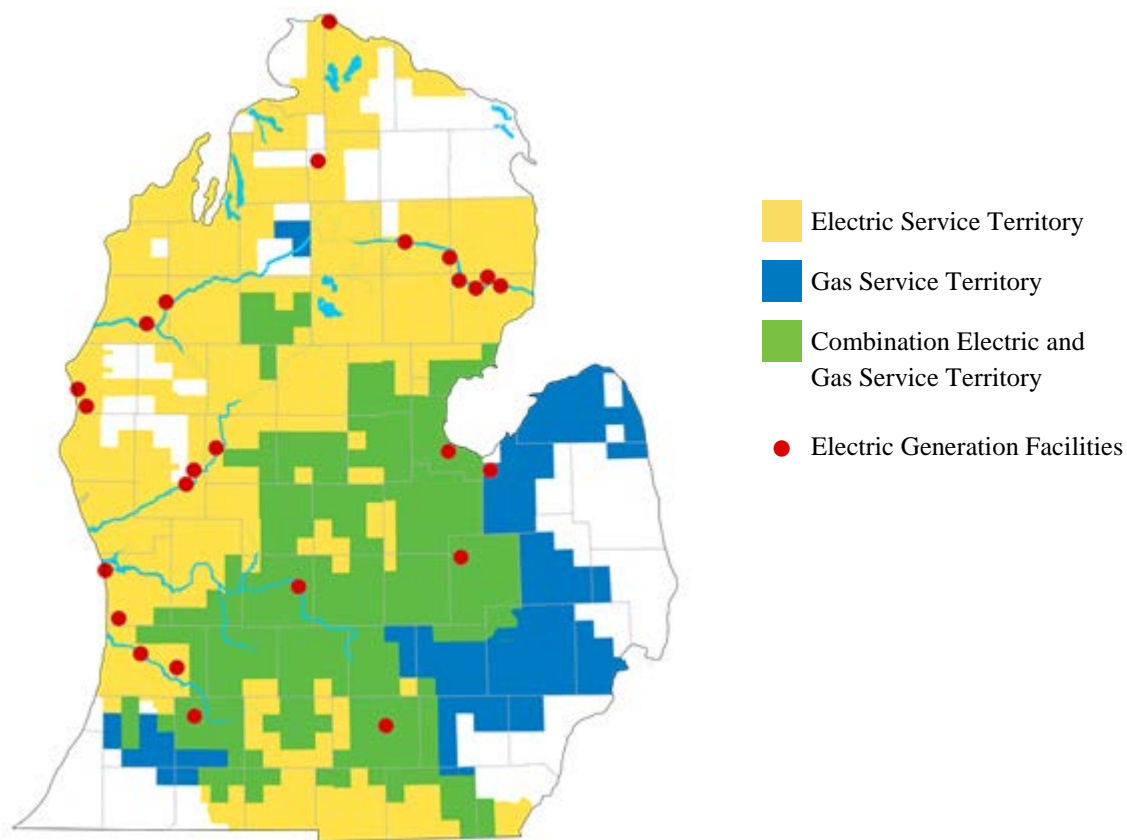 Electric Service Territory
Gas Service Territory
Combination Electric and
Gas Service Territory
Electric Generation Facilities